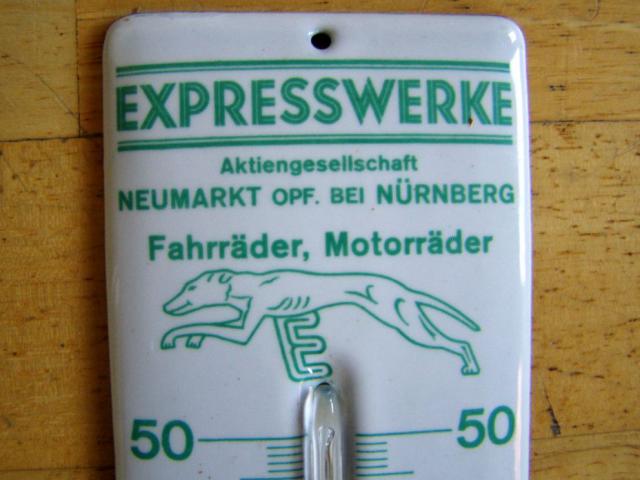 EXPRESSWERKE
Aktiengesellschaft
NEUMARKT OPF. BEI NÜRNBERG
Fahrräder, Motorräder
E
50 50